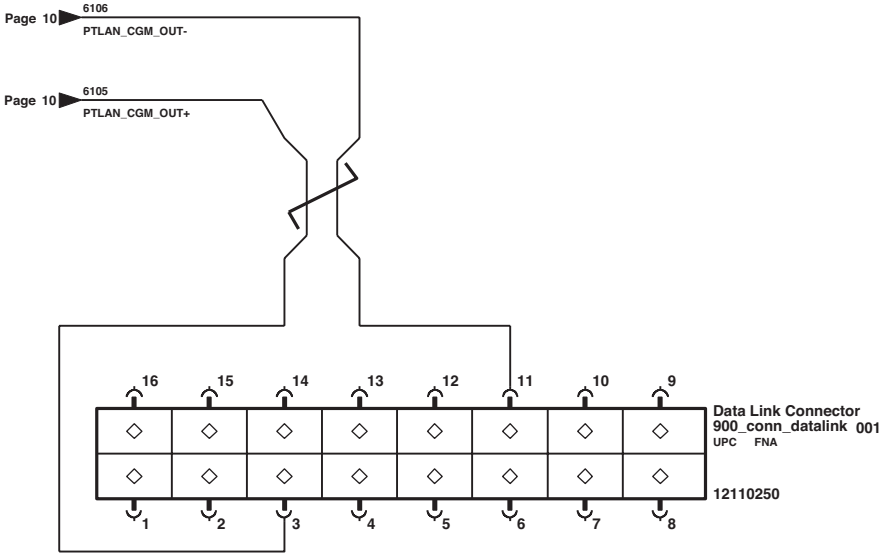 Page 10
6106
PTLAN_CGM_OUT-
Page 10
6105
PTLAN_CGM_OUT+
16 15 14 13 12 11 10 9
Data Link Connector
900_conn_datalink 001
UPC FNA
12110250
1 2 3 4 5 6 7 8